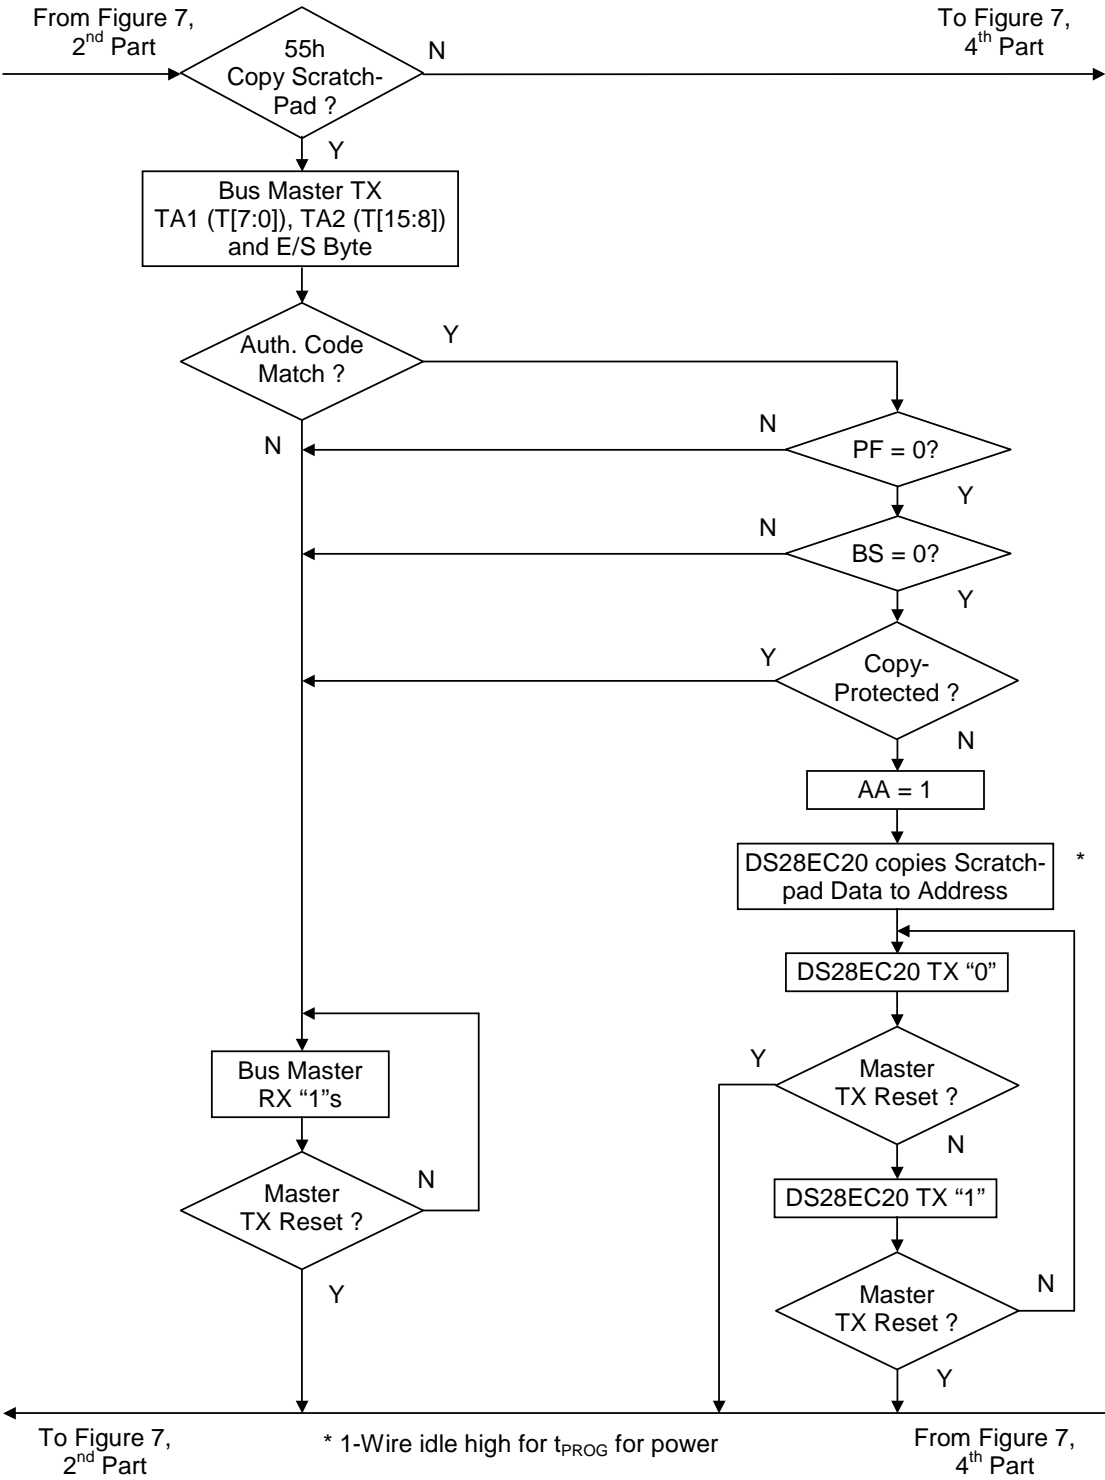 From Figure 7,
2nd Part
To Figure 7,
4th Part
55h
Copy Scratch-
Pad ?
N
Y
Bus Master TX
TA1 (T[7:0]), TA2 (T[15:8])
and E/S Byte
Auth. Code
Match ?
Y
N
PF = 0?
N
Y
BS = 0?
N
Y
Copy-
Protected ?
Y
N
AA = 1
DS28EC20 copies Scratch-
pad Data to Address
*
DS28EC20 TX “0”
Master
TX Reset ?
Y
N
DS28EC20 TX “1”
Master
TX Reset ?
N
Y
Bus Master
RX “1”s
Master
TX Reset ?
N
Y
To Figure 7,
2nd Part
* 1-Wire idle high for tPROG for power
From Figure 7,
4th Part